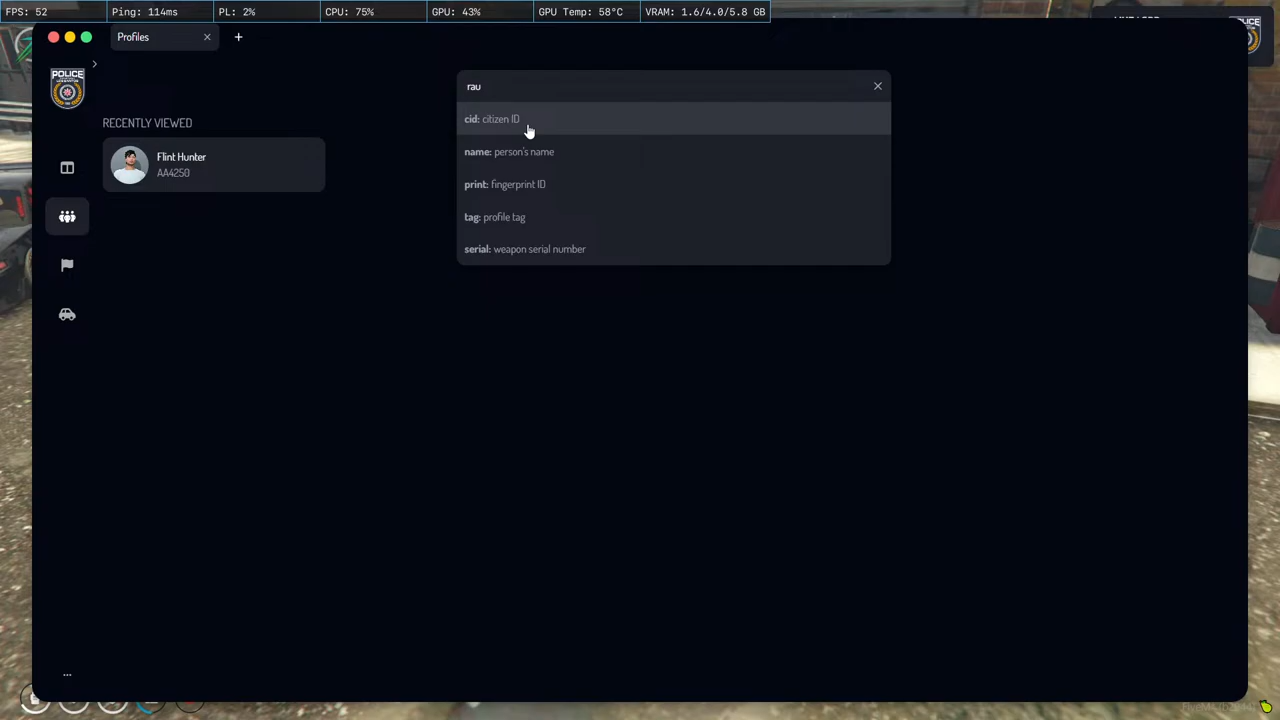 FPS: 52
Ping: 114ms
PL: 2%
CPU: 75%
GPU: 43%
GPU Temp: 58°C
VRAM: 1.6/4.0/5.8 GB
Profiles
POLICE
RECENTLY VIEWED
Flint Hunter
AA4250
rau
cid: citizen ID
name: person's name
print: fingerprint ID
tag: profile tag
serial: weapon serial number
...